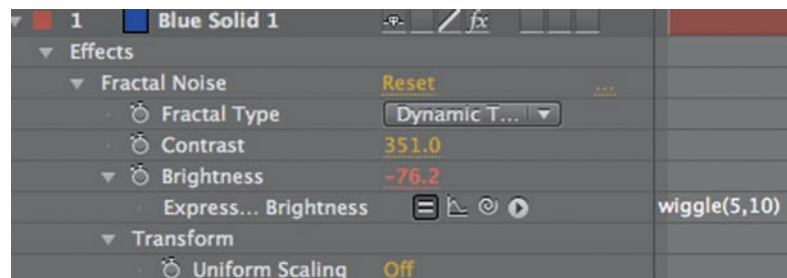 1 Blue Solid 1 fx
Effects
Fractal Noise Reset ...
Fractal Type Dynamic T...
Contrast 351.0
Brightness -76.2
Express... Brightness wiggle(5,10)
Transform
Uniform Scaling Off